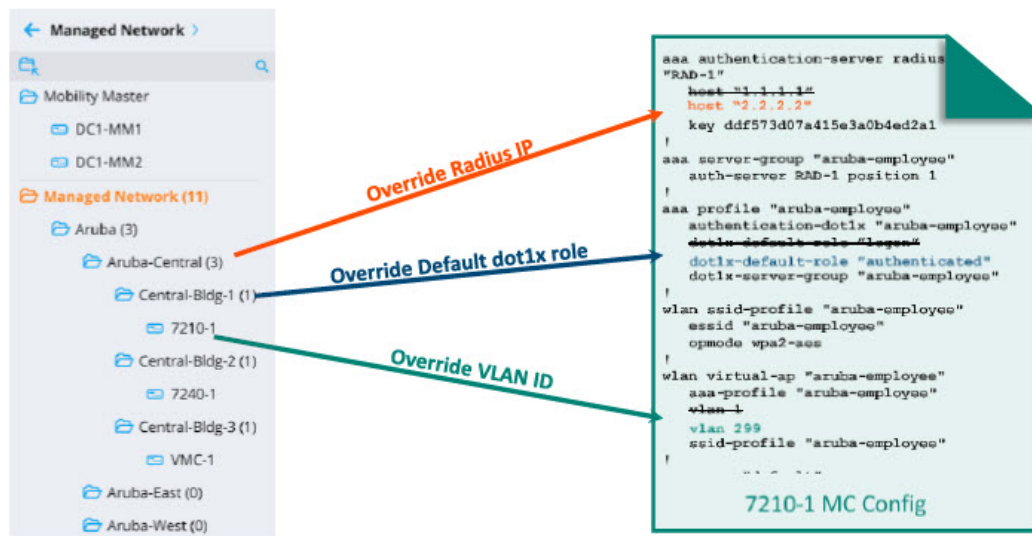 ← Managed Network >
Mobility Master
DC1-MM1
DC1-MM2
Managed Network (11)
Aruba (3)
Aruba-Central (3)
Central-Bldg-1 (1)
7210-1
Central-Bldg-2 (1)
7240-1
Central-Bldg-3 (1)
VMC-1
Aruba-East (0)
Aruba-West (0)
Override Radius IP
Override Default dot1x role
Override VLAN ID
aaa authentication-server radius
"RAD-1"
host "1.1.1.1"
host "2.2.2.2"
key ddf573d07a415e3a0b4ed2a1
!
aaa server-group "aruba-employee"
auth-server RAD-1 position 1
!
aaa profile "aruba-employee"
authentication-dot1x "aruba-employee"
dot1x-default-role "logon"
dot1x-default-role "authenticated"
dot1x-server-group "aruba-employee"
!
wlan ssid-profile "aruba-employee"
essid "aruba-employee"
opmode wpa2-aes
!
wlan virtual-ap "aruba-employee"
aaa-profile "aruba-employee"
vlan 1
vlan 299
ssid-profile "aruba-employee"
!
7210-1 MC Config